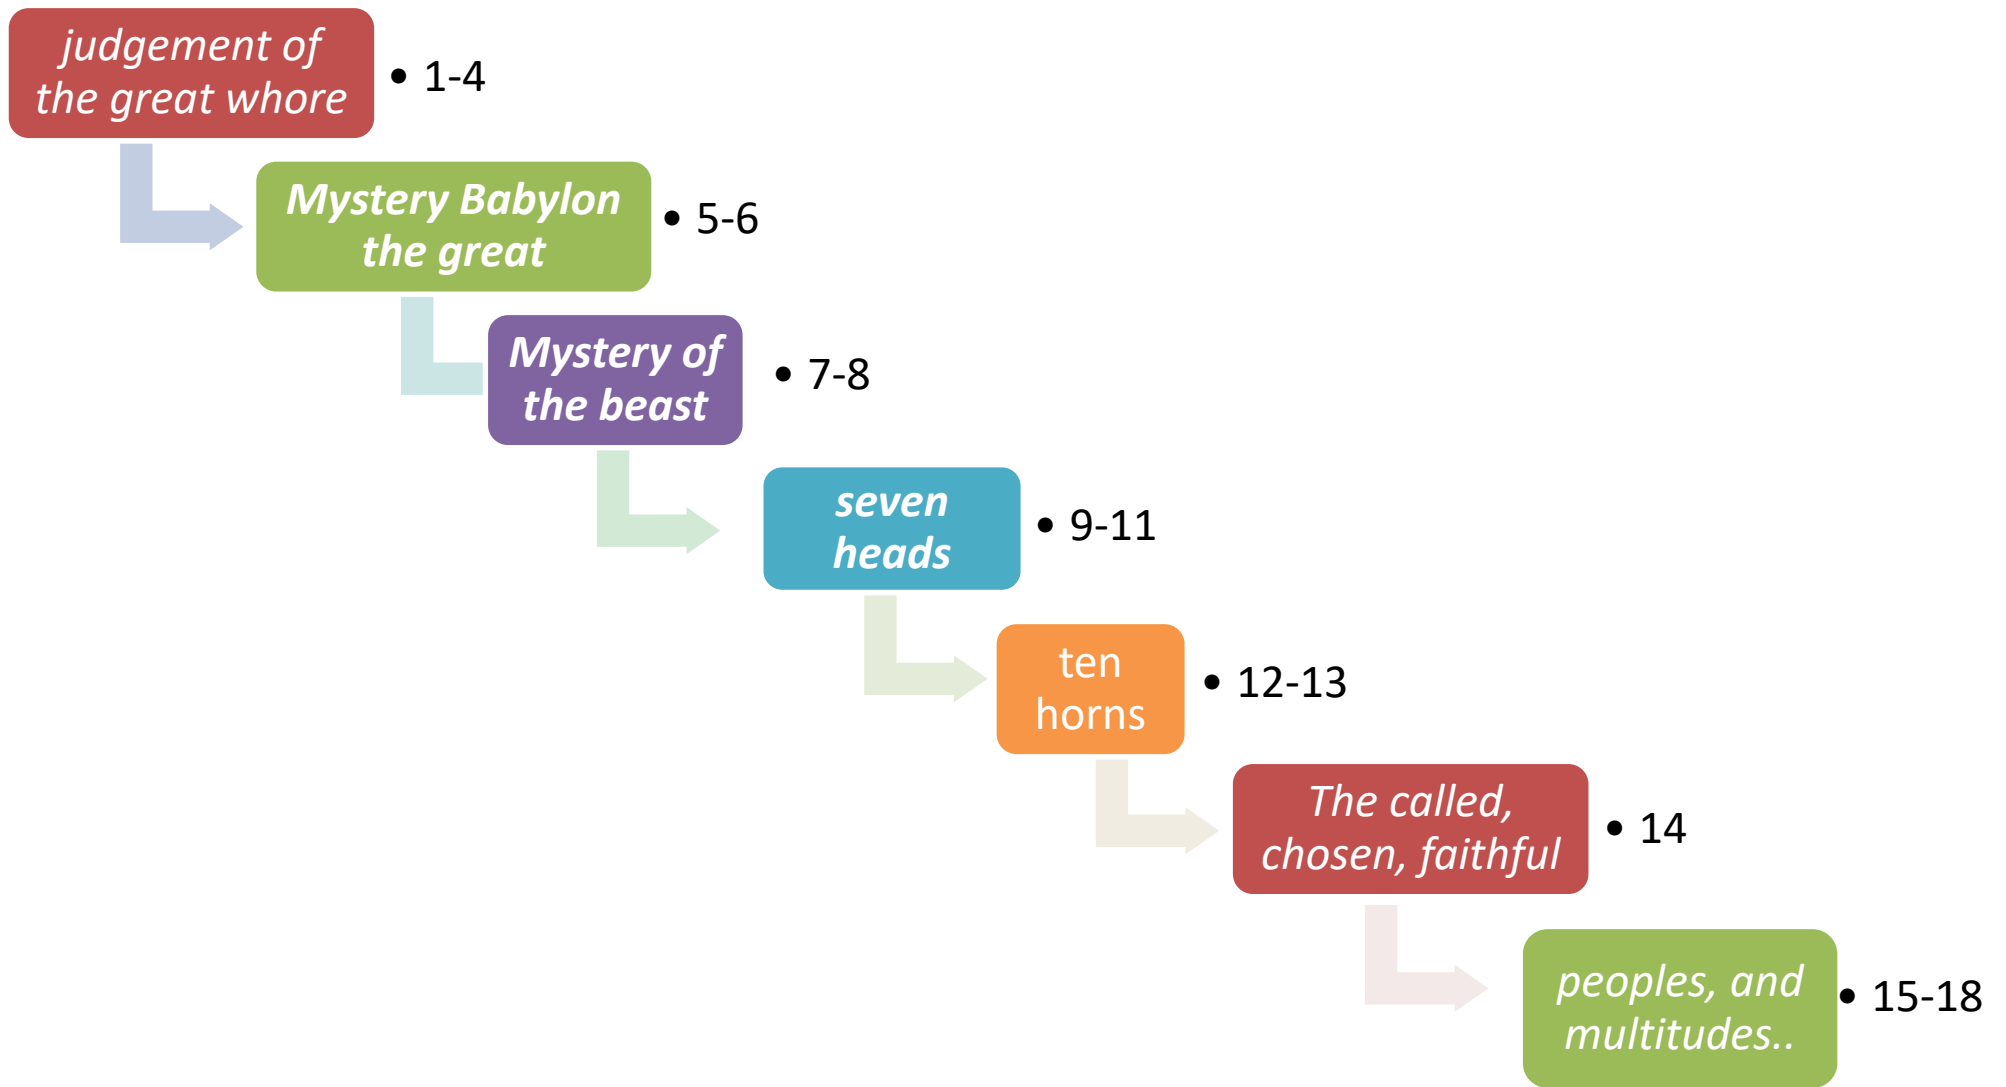 judgement of
the great whore
• 1-4
Mystery Babylon
the great
• 5-6
Mystery of
the beast
• 7-8
seven
heads
• 9-11
ten
horns
• 12-13
The called,
chosen, faithful
• 14
peoples, and
multitudes..
• 15-18